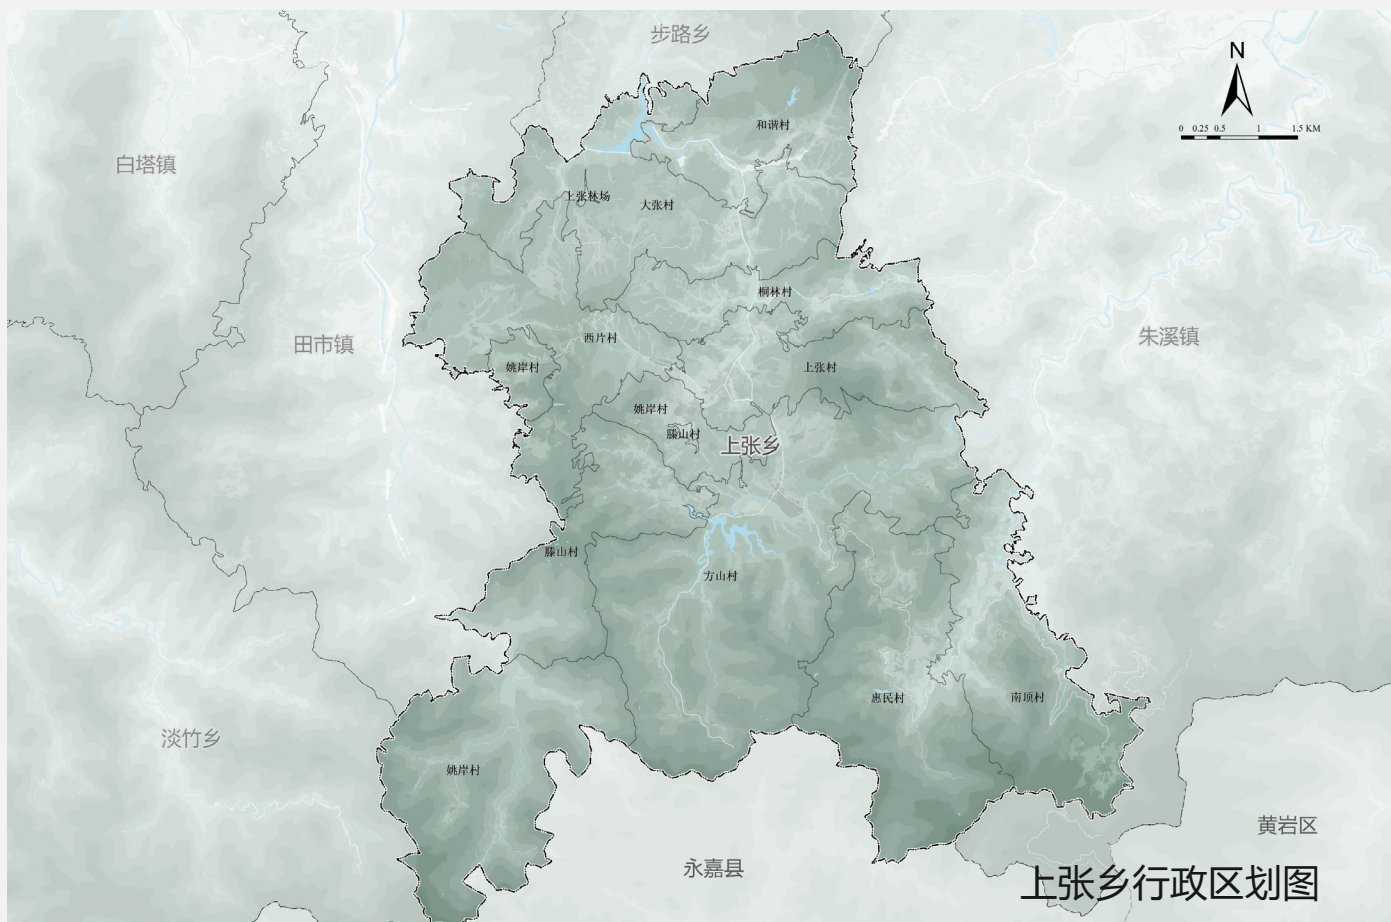 步路乡
N
0 0.25 0.5 1 1.5 KM
和谐村
白塔镇
上张林场
大张村
桐林村
田市镇
西片村
朱溪镇
姚岸村
上张村
姚岸村
滕山村
上张乡
滕山村
方山村
惠民村
南顷村
淡竹乡
姚岸村
黄岩区
永嘉县
上张乡行政区划图